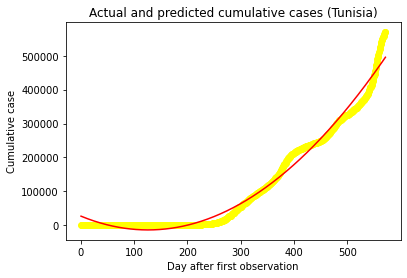 Actual and predicted cumulative cases (Tunisia)
500000
400000
300000
200000
100000
0
Cumulative case
0 100 200 300 400 500
Day after first observation